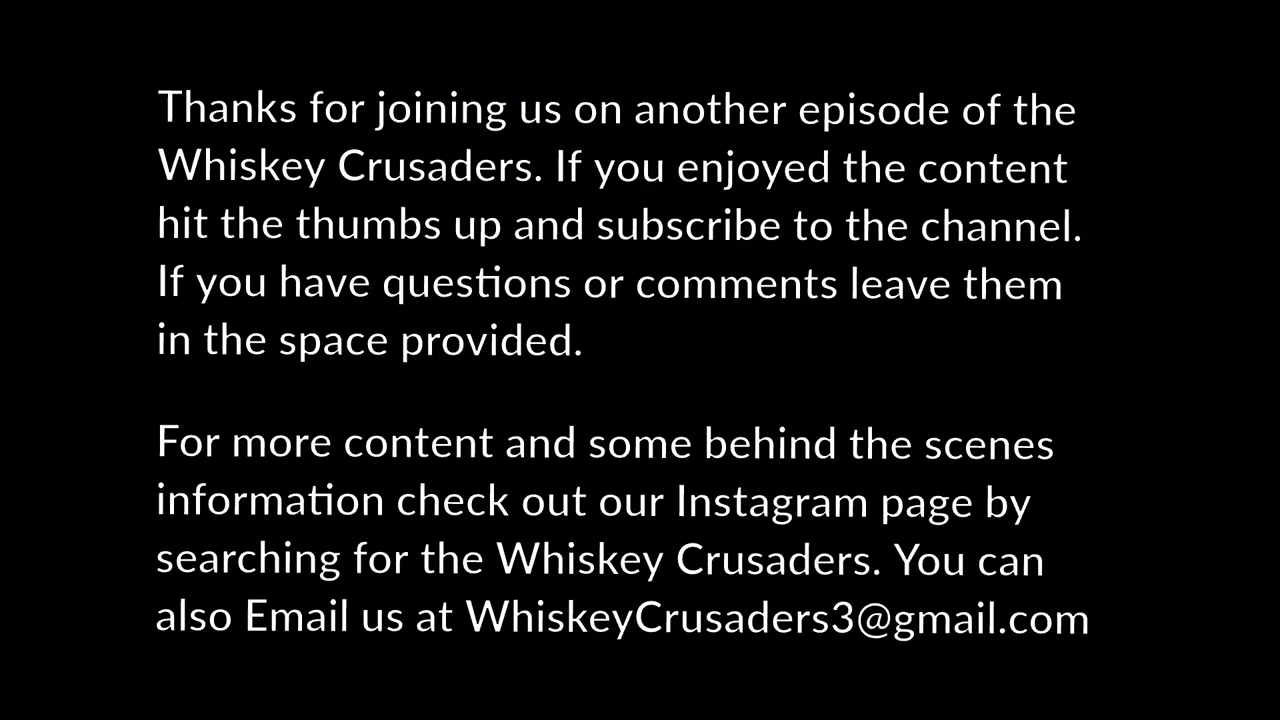 Thanks for joining us on another episode of the
Whiskey Crusaders. If you enjoyed the content
hit the thumbs up and subscribe to the channel.
If you have questions or comments leave them
in the space provided.
For more content and some behind the scenes
information check out our Instagram page by
searching for the Whiskey Crusaders. You can
also Email us at WhiskeyCrusaders3@gmail.com